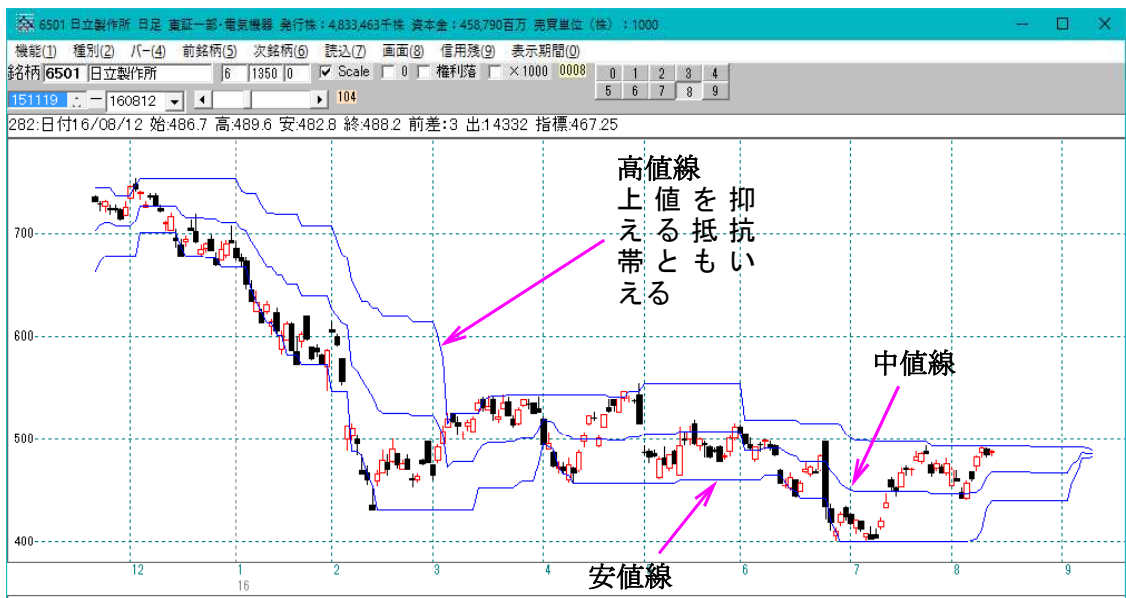 6501 日立製作所 日足 東証一部・電気機器 発行株：4,833,463千株 資本金：458,790百万 売買単位（株）：1000
機能(1) 種別(2) バー(4) 前銘柄(5) 次銘柄(6) 読込(7) 画面(8) 信用残(9) 表示期間(0)
銘柄 6501 日立製作所 6 1350 0 Scale 0 権利落 ×1000 0008 0 1 2 3 4
5 6 7 8 9
151119 ー 160812 104
282:日付16/08/12 始:486.7 高:489.6 安:482.8 終:488.2 前差:3 出:14332 指標:467.25
高値線
上値を抑
える抵抗
帯ともい
える
700
600
中値線
500
400
安値線
12 1 2 3 4 6 7 8 9
16